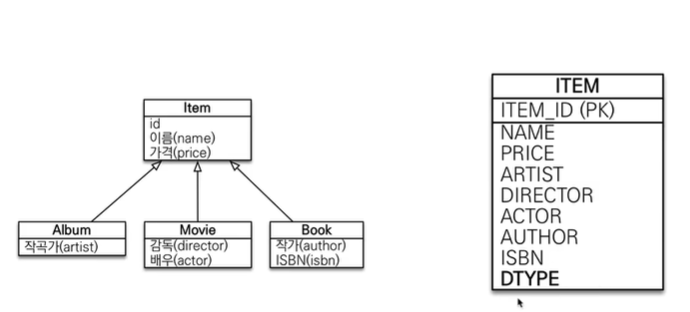 Item
id
이름(name)
가격(price)
Album
작곡가(artist)
Movie
감독(director)
배우(actor)
Book
작가(author)
ISBN(isbn)
ITEM
ITEM_ID (PK)
NAME
PRICE
ARTIST
DIRECTOR
ACTOR
AUTHOR
ISBN
DTYPE